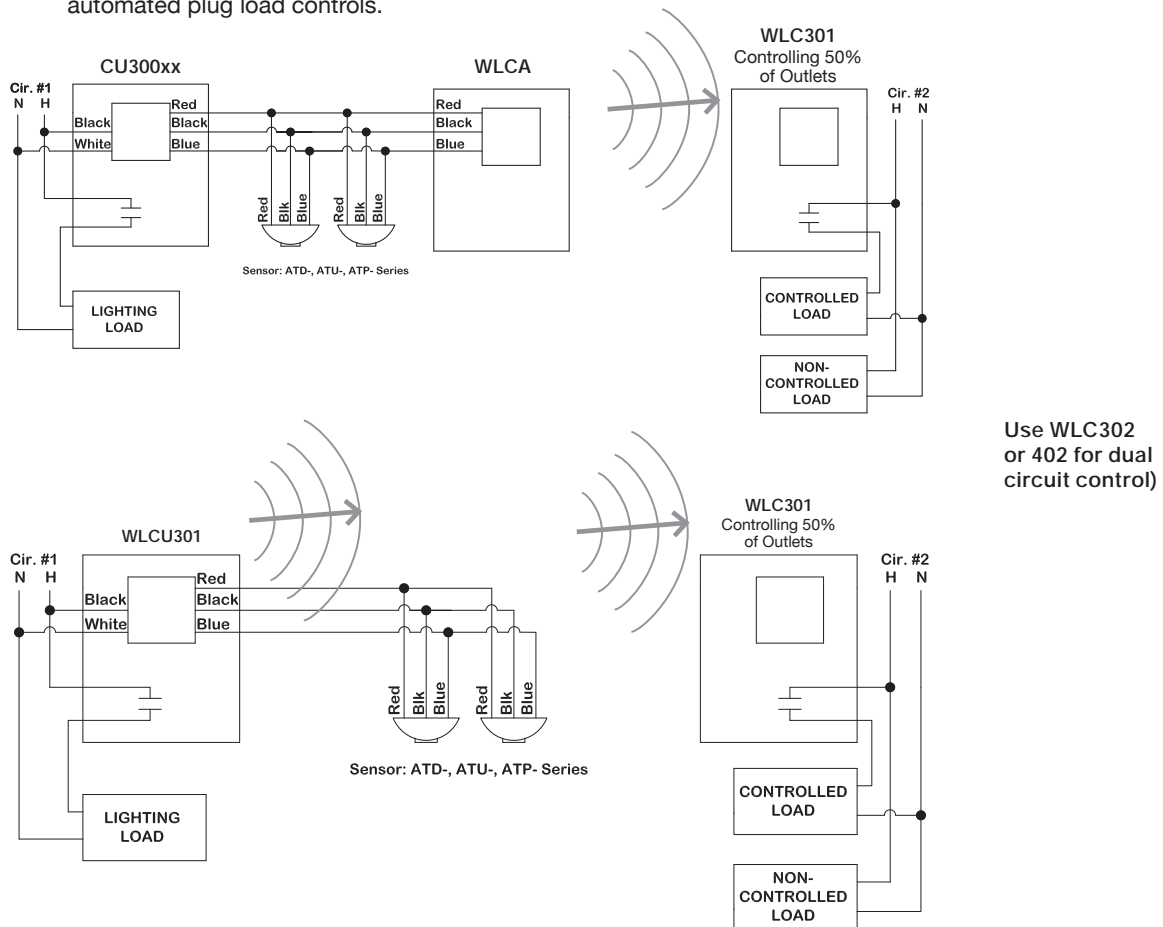 automated plug load controls.
CU300xx
WLCA
WLC301
Controlling 50%
of Outlets
Cir. #1
N H
Black
White
Red
Black
Blue
Red
Black
Blue
Cir. #2
H N
Red
Blk
Blue
Red
Blk
Blue
Sensor: ATD-, ATU-, ATP- Series
LIGHTING
LOAD
CONTROLLED
LOAD
NON-
CONTROLLED
LOAD
Use WLC302
or 402 for dual
circuit control)
WLCU301
WLC301
Controlling 50%
of Outlets
Cir. #1
N H
Black
White
Red
Black
Blue
Cir. #2
H N
Red
Blk
Blue
Red
Blk
Blue
Sensor: ATD-, ATU-, ATP- Series
LIGHTING
LOAD
CONTROLLED
LOAD
NON-
CONTROLLED
LOAD